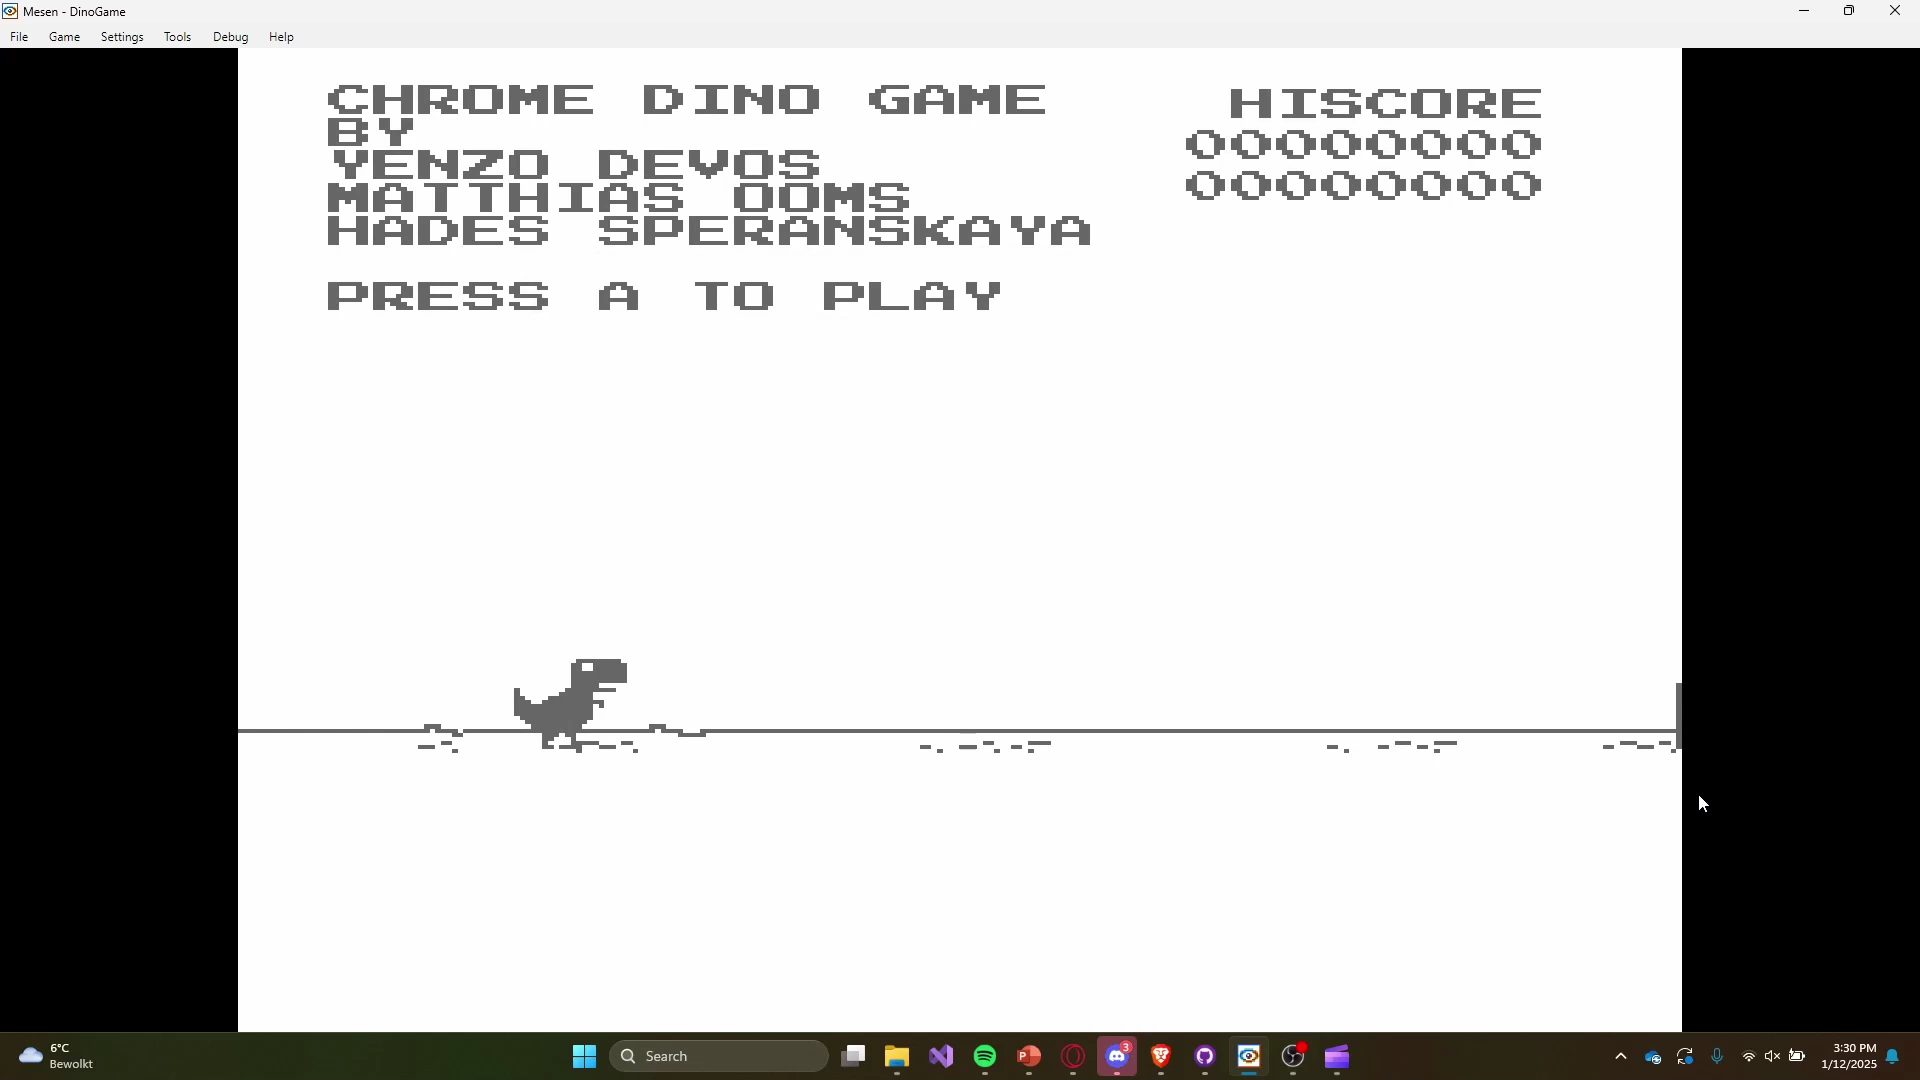 Mesen - DinoGame
File Game Settings Tools Debug Help
CHROME DINO GAME
BY
YENZO DEVOS
MATTHIAS OOMS
HADES SPERANSKAYA
PRESS A TO PLAY
HISCORE
00000000
00000000
6°C
Bewolkt
Search
3
3:30 PM
1/12/2025